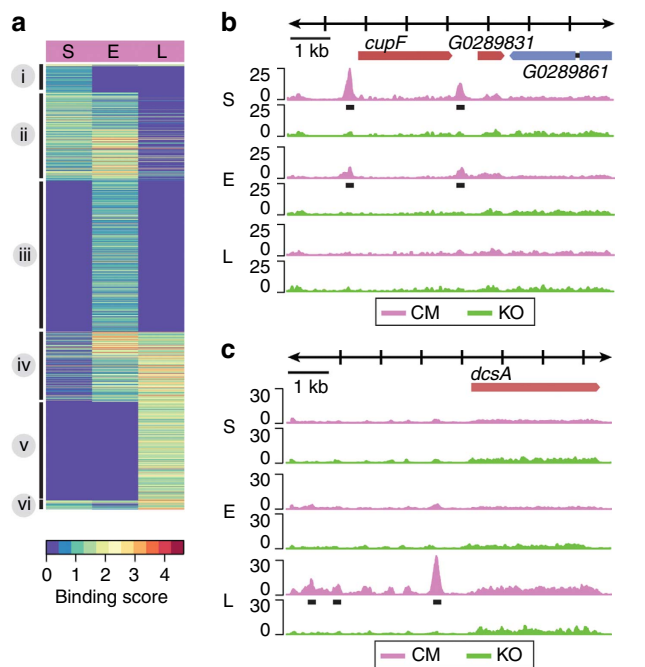 a
S E L
i
ii
iii
iv
v
vi
0 1 2 3 4
Binding score
b
1 kb
cupF G0289831
G0289861
25
0
S
25
0
25
0
E
25
0
25
0
L
25
0
CM KO
c
1 kb
dcsA
30
0
S
30
0
30
0
E
30
0
30
0
L
30
0
CM KO